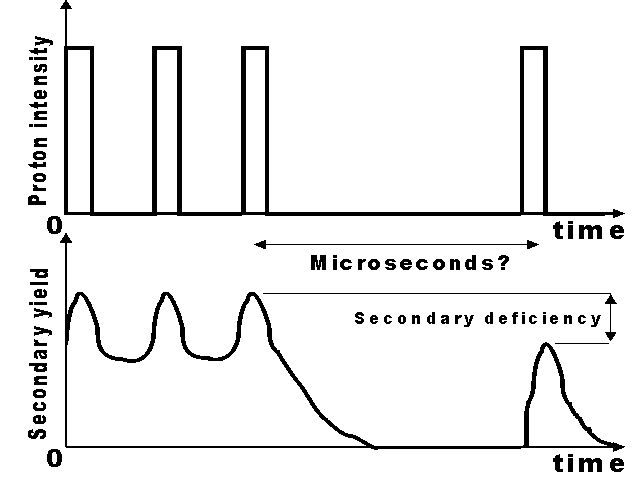 Proton intensity
0
time
Microseconds?
Secondary deficiency
Secondary yield
0
time